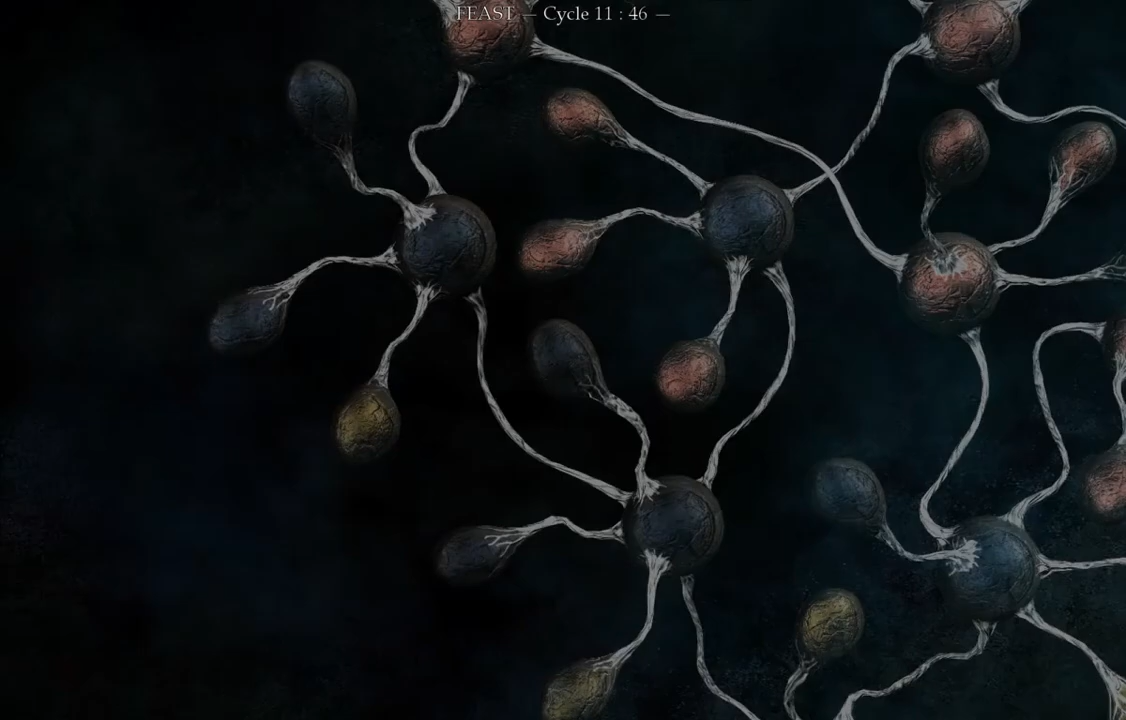 FEAST — Cycle 11 : 46 —